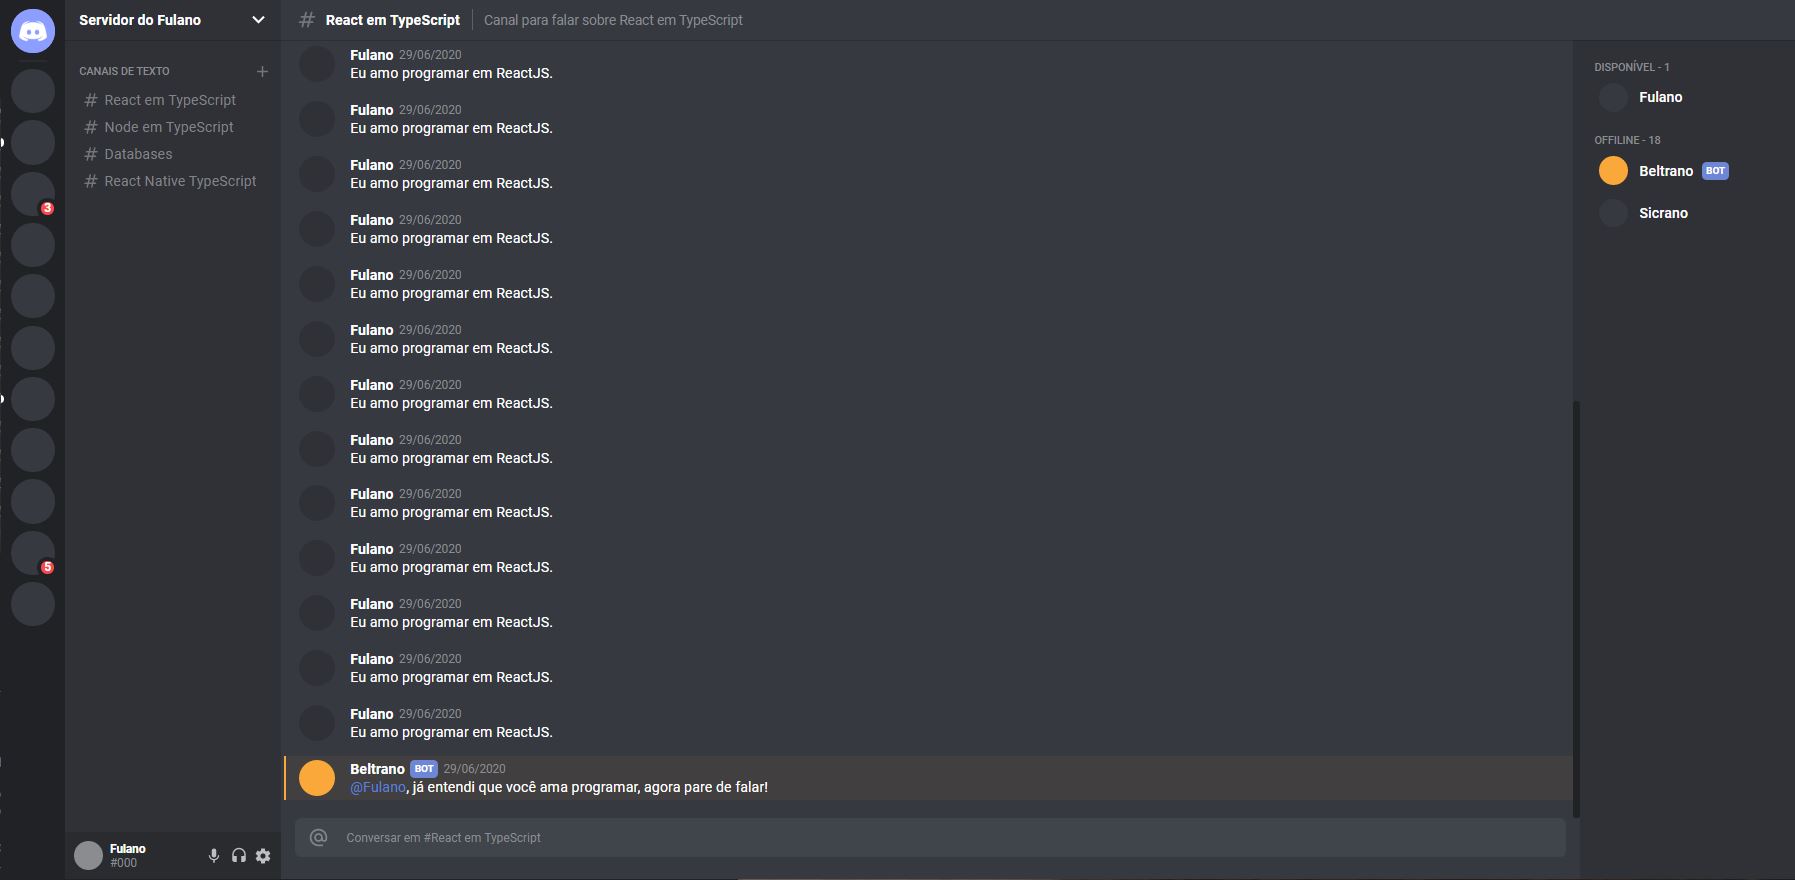 Servidor do Fulano
React em TypeScript
Canal para falar sobre React em TypeScript
CANAIS DE TEXTO
React em TypeScript
Node em TypeScript
Databases
React Native TypeScript
3
5
Fulano
#000
Fulano 29/06/2020
Eu amo programar em ReactJS.
Fulano 29/06/2020
Eu amo programar em ReactJS.
Fulano 29/06/2020
Eu amo programar em ReactJS.
Fulano 29/06/2020
Eu amo programar em ReactJS.
Fulano 29/06/2020
Eu amo programar em ReactJS.
Fulano 29/06/2020
Eu amo programar em ReactJS.
Fulano 29/06/2020
Eu amo programar em ReactJS.
Fulano 29/06/2020
Eu amo programar em ReactJS.
Fulano 29/06/2020
Eu amo programar em ReactJS.
Fulano 29/06/2020
Eu amo programar em ReactJS.
Fulano 29/06/2020
Eu amo programar em ReactJS.
Fulano 29/06/2020
Eu amo programar em ReactJS.
Fulano 29/06/2020
Eu amo programar em ReactJS.
Beltrano BOT 29/06/2020
@Fulano, já entendi que você ama programar, agora pare de falar!
Conversar em #React em TypeScript
DISPONÍVEL - 1
Fulano
OFFILINE - 18
Beltrano BOT
Sicrano